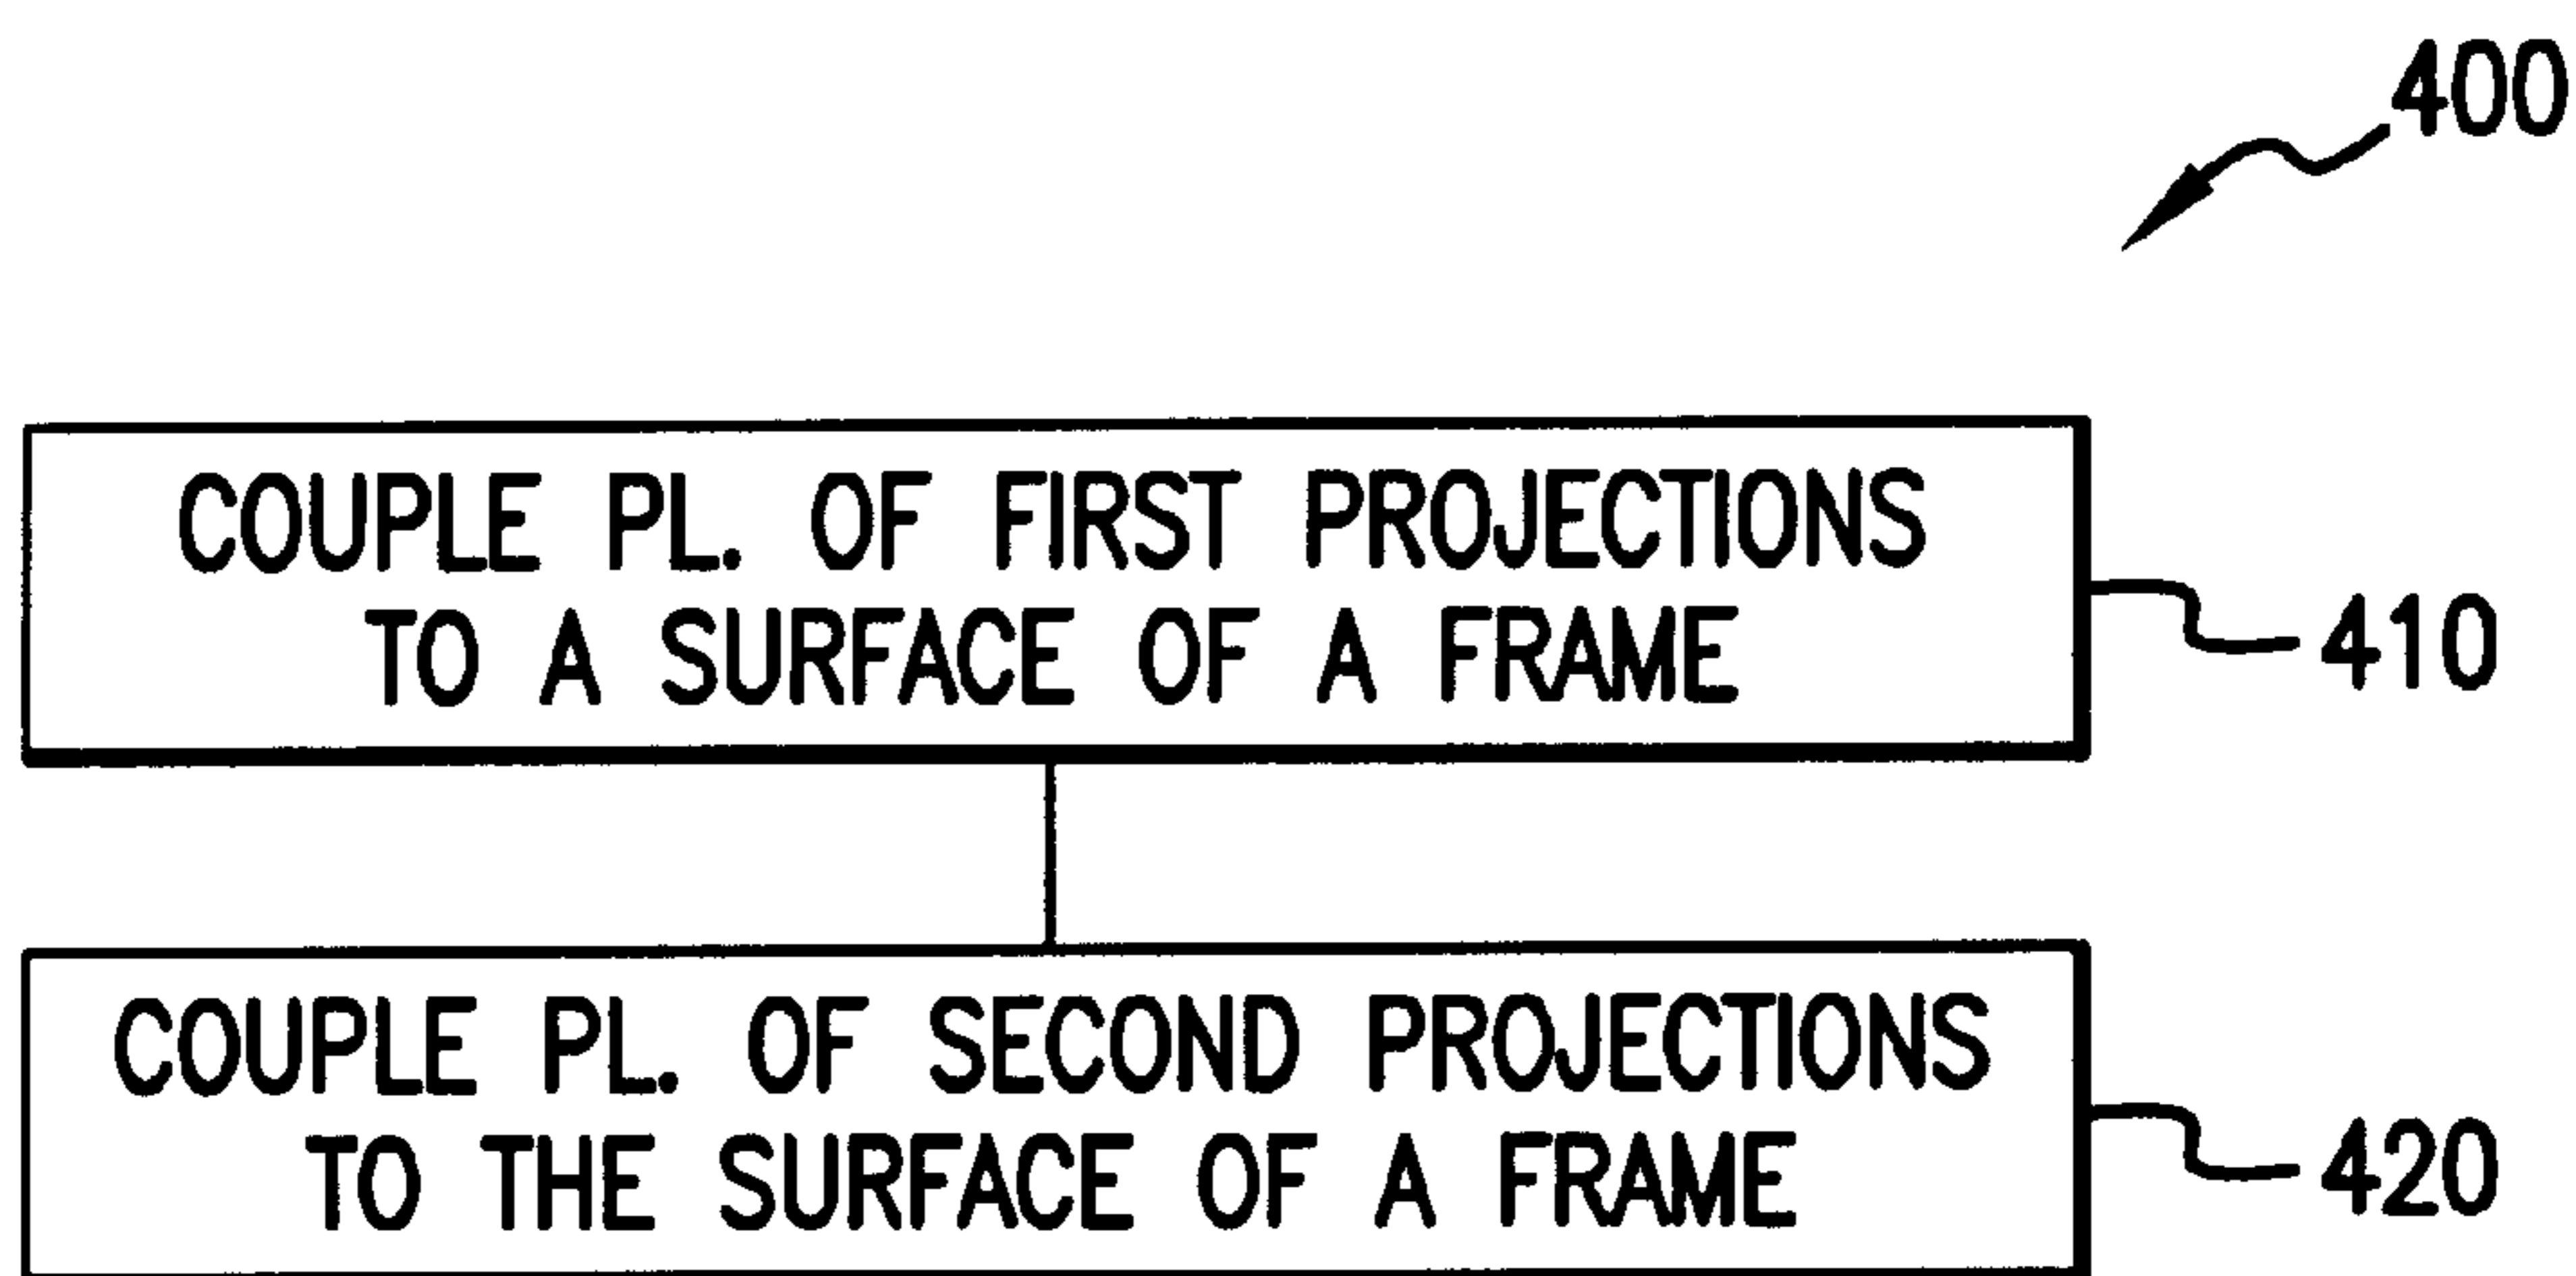 400
COUPLE PL. OF FIRST PROJECTIONS
TO A SURFACE OF A FRAME
410
COUPLE PL. OF SECOND PROJECTIONS
TO THE SURFACE OF A FRAME
420